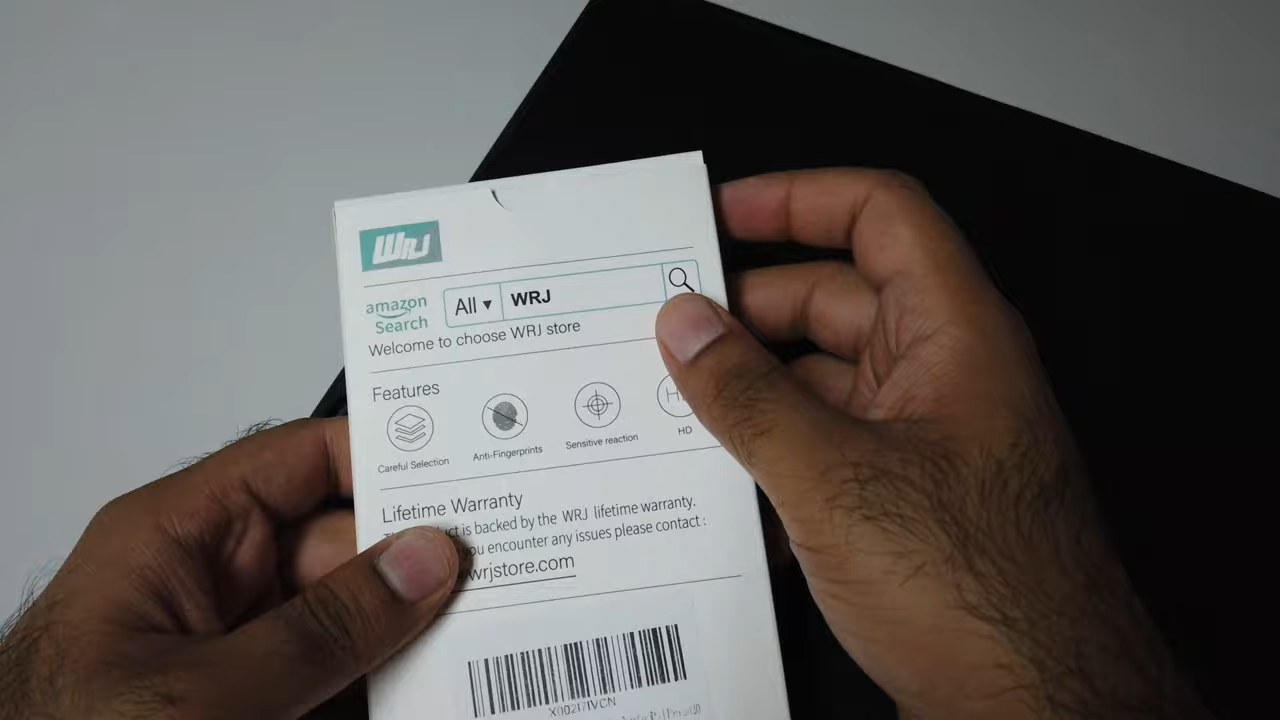 WRJ
amazon
Search
All ▾ WRJ
Welcome to choose WRJ store
Features
Careful Selection
Anti-Fingerprints
Sensitive reaction
HD
Lifetime Warranty
is backed by the WRJ lifetime warranty.
you encounter any issues please contact :
wrjstore.com